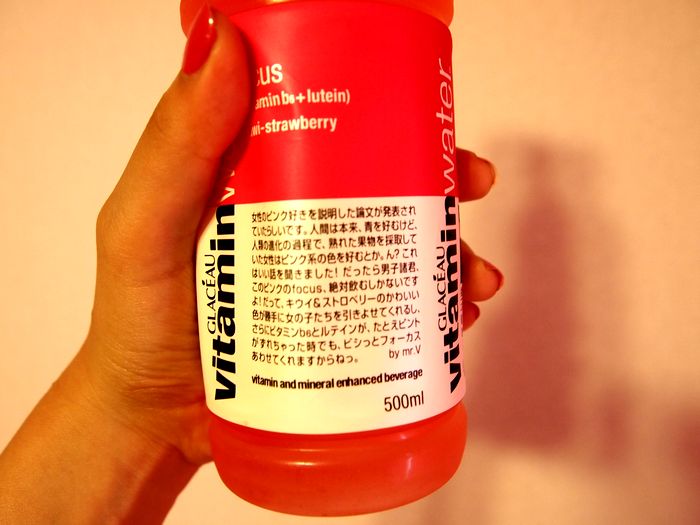 cus
amin b6+lutein)
wi-strawberry
女性のピンク好きを説明した論文が発表され
ていたらしいです。人間は本来、青を好むけど、
人類の進化の過程で、熟れた果物を採取して
いた女性はピンク系の色を好むとか。ん？これ
はいい話を聞きました！だったら男子諸君、
このピンクのfocus、絶対飲むしかないです
よ！だって、キウイ&ストロベリーのかわいい
色が勝手に女の子たちを引きよせてくれるし、
さらにビタミンb6とルテインが、たとえピント
がずれちゃった時でも、ビシっとフォーカス
あわせてくれますからねっ。
by mr.V
vitamin and mineral enhanced beverage
500ml
GLACÉAU
vitaminw
GLACÉAU
vitaminwater